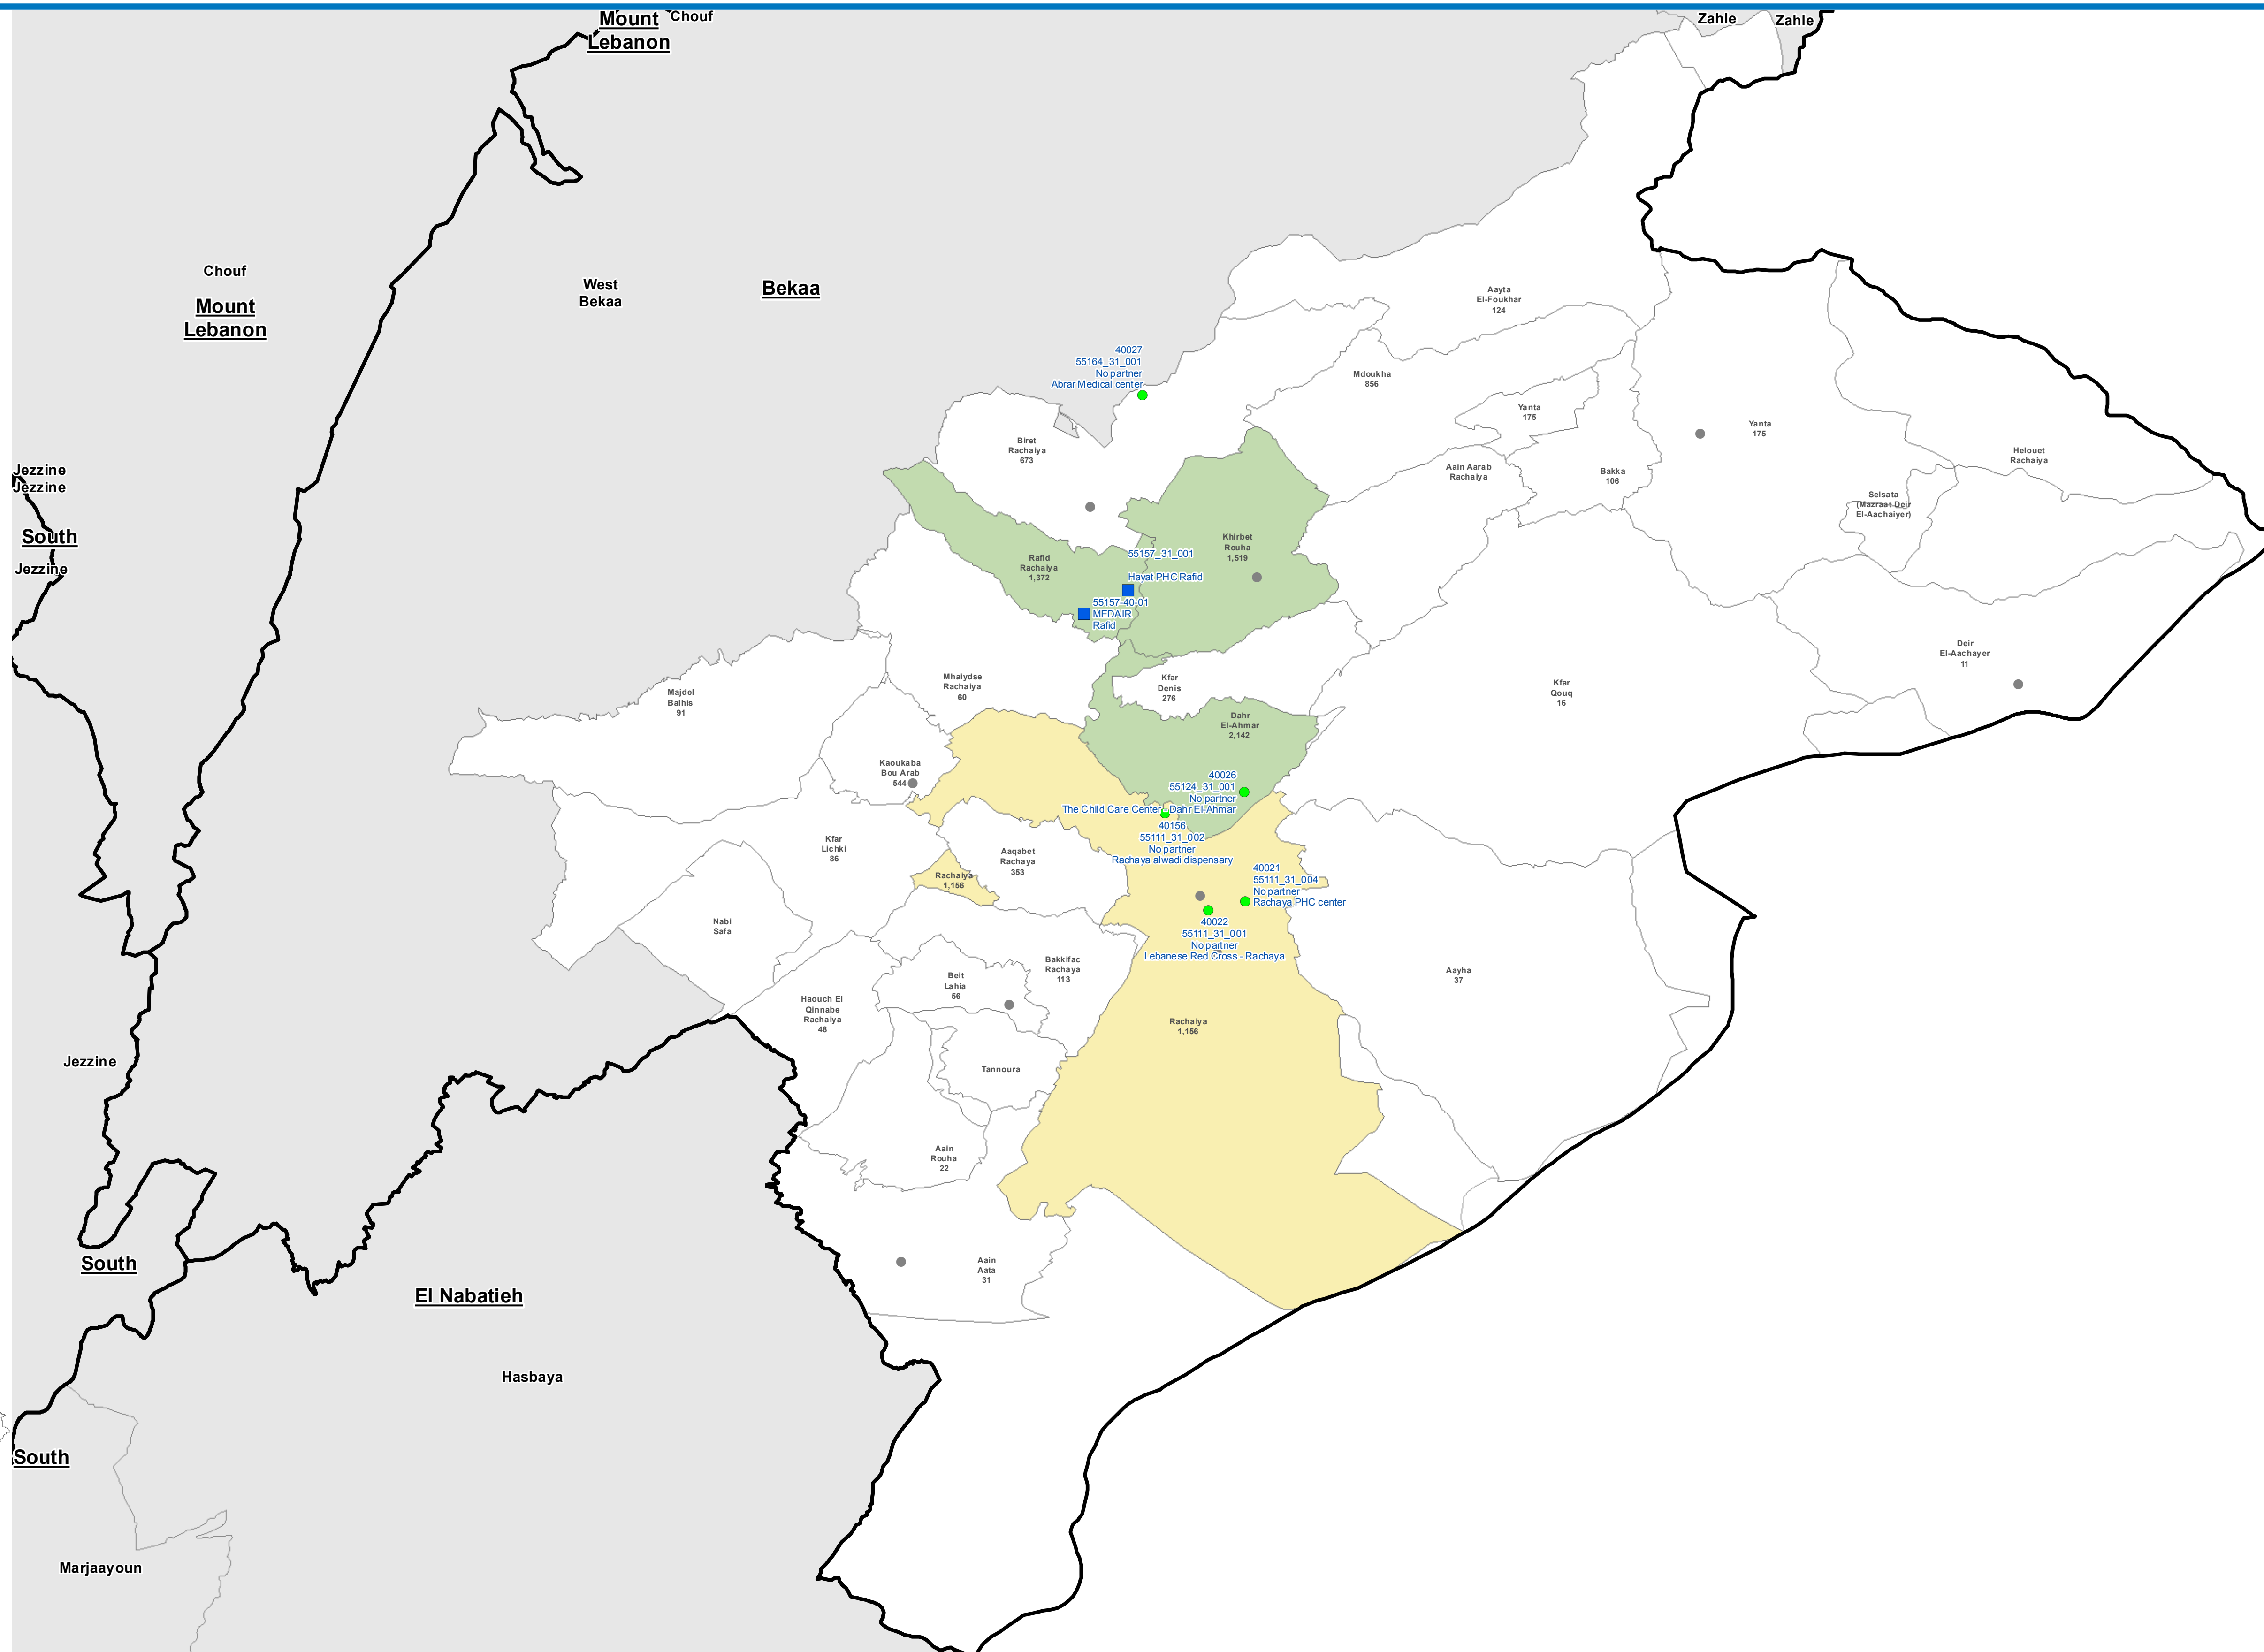 Mount
Lebanon
Chouf
Zahle
Zahle
Chouf
Mount
Lebanon
West
Bekaa
Bekaa
Aayta
El-Foukhar
124
40027
55164_31_001
No partner
Abrar Medical center
Mdoukha
856
Yanta
175
Yanta
175
Biret
Rachaiya
673
Aain Aarab
Rachaiya
Bakka
106
Helouet
Rachaiya
Selsata
(Mazraat Deir
El-Aachaiyer)
Jezzine
Jezzine
South
Jezzine
Khirbet
Rouha
1,519
Rafid
Rachaiya
1,372
55157_31_001
Hayat PHC Rafid
55157-40-01
MEDAIR
Rafid
Deir
El-Aachayer
11
Mhaiydse
Rachaiya
60
Kfar
Denis
276
Kfar
Qouq
16
Majdel
Balhis
91
Dahr
El-Ahmar
2,142
Kaoukaba
Bou Arab
544
40026
55124_31_001
No partner
The Child Care Center - Dahr El-Ahmar
40156
55111_31_002
No partner
Rachaya alwadi dispensary
Kfar
Lichki
86
Aaqabet
Rachaya
353
Rachaiya
1,156
40021
55111_31_004
No partner
Rachaya PHC center
40022
55111_31_001
No partner
Lebanese Red Cross - Rachaya
Nabi
Safa
Bakkifac
Rachaya
113
Aayha
37
Beit
Lahia
56
Haouch El
Qinnabe
Rachaiya
48
Rachaiya
1,156
Jezzine
Tannoura
Aain
Rouha
22
South
Aain
Aata
31
El Nabatieh
Hasbaya
South
Marjaayoun